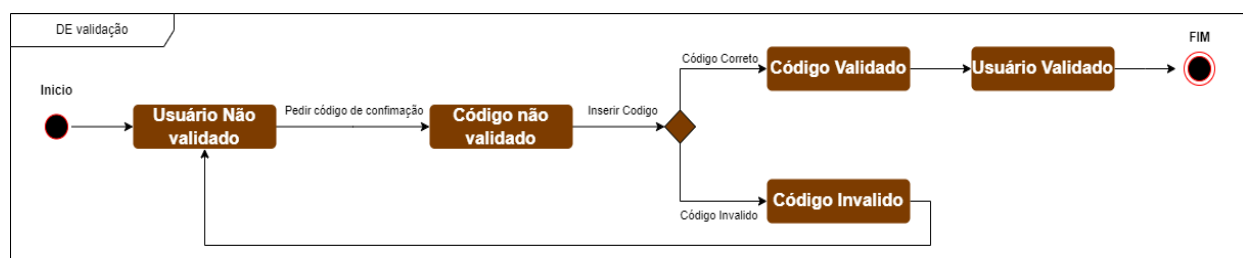 DE validação
FIM
Código Correto
Código Validado
Usuário Validado
Inicio
Usuário Não
validado
Pedir código de confimação
Código não
validado
Inserir Codigo
Código Invalido
Código Invalido